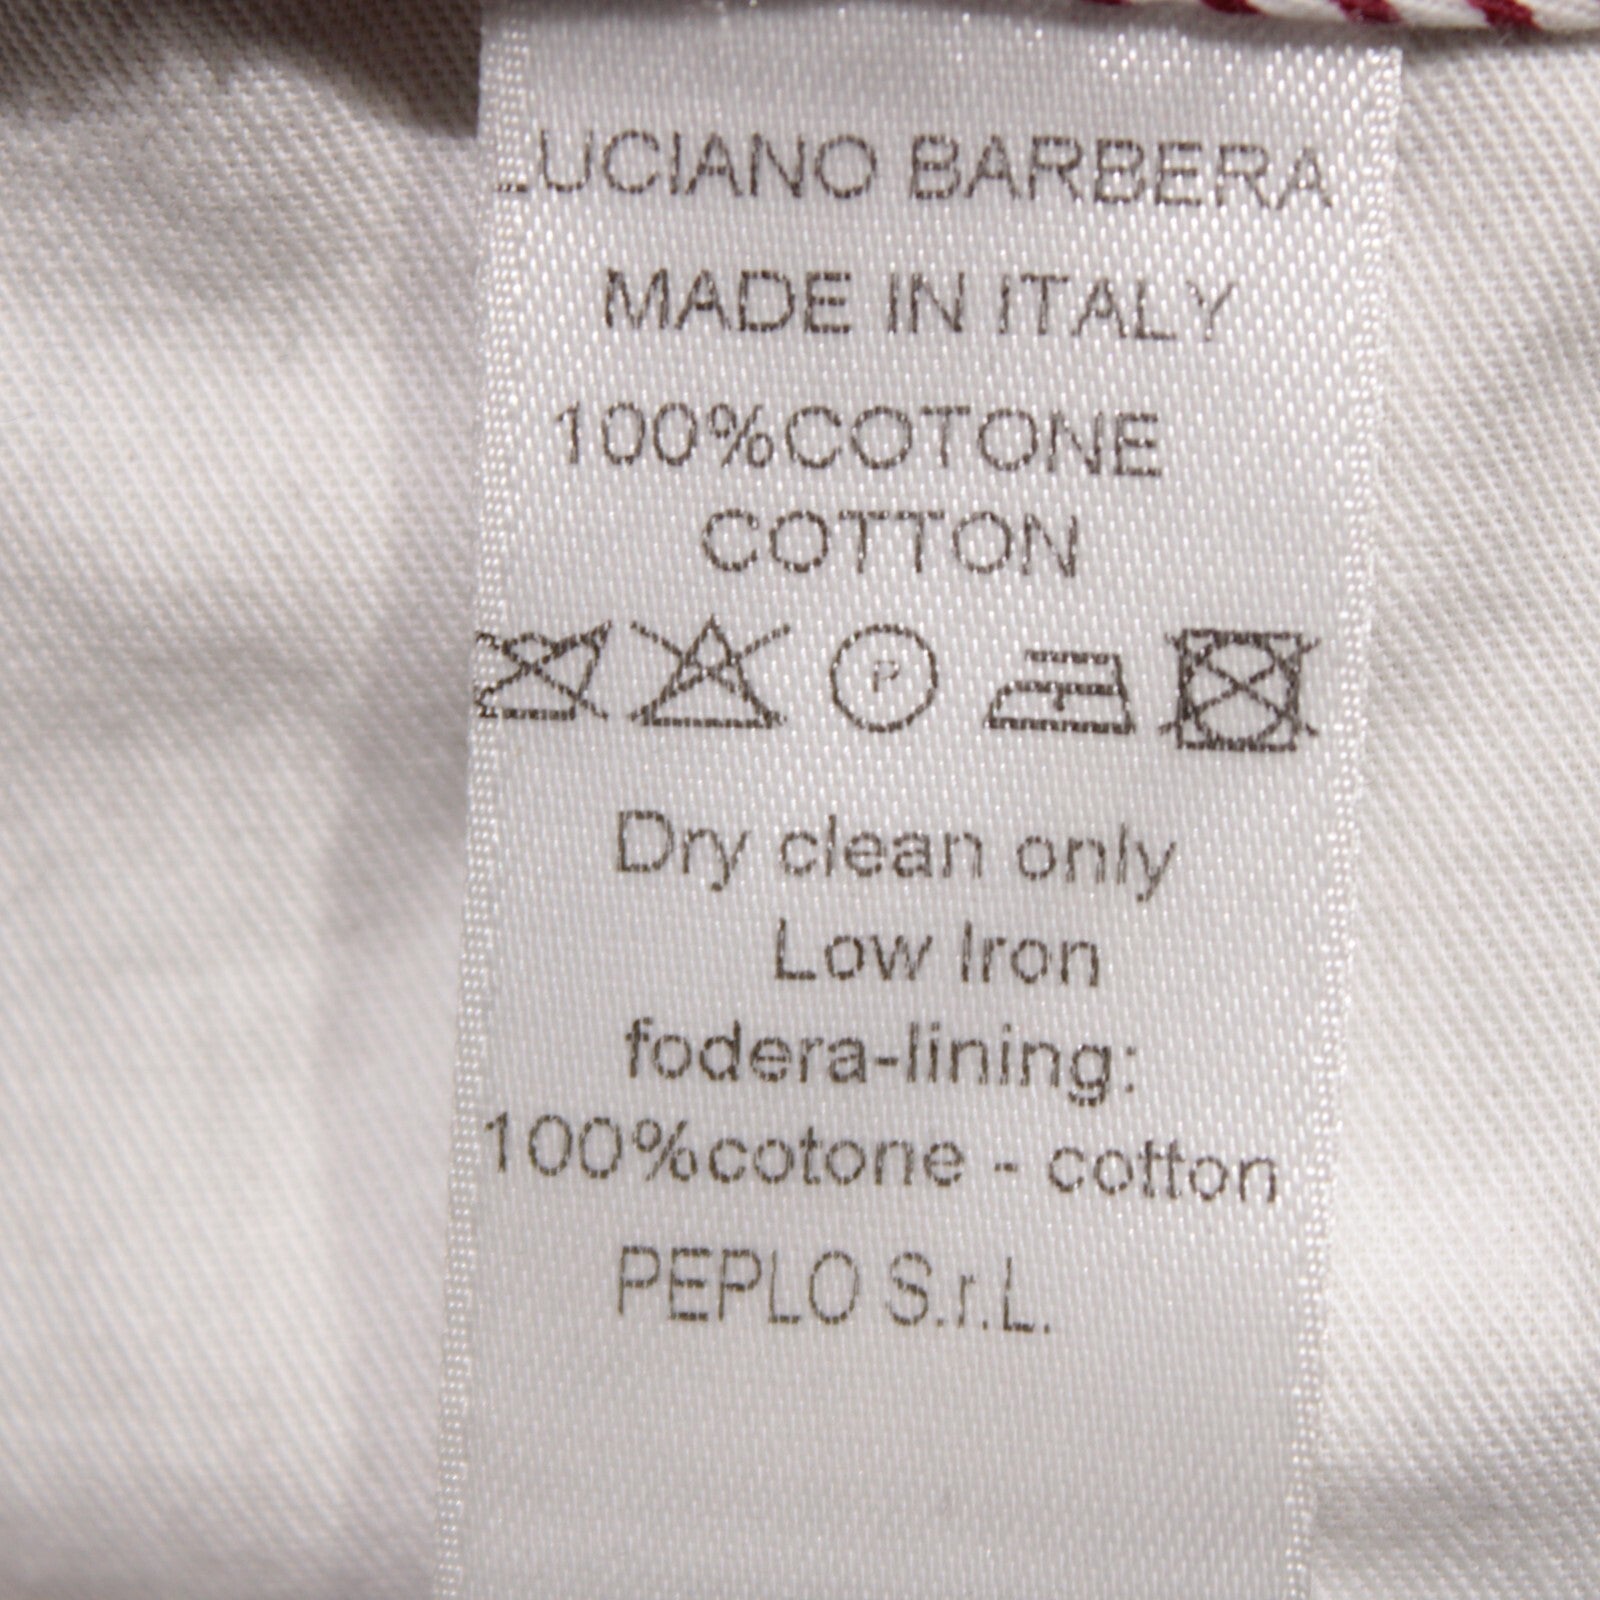 LUCIANO BARBERA
MADE IN ITALY
100%COTONE
COTTON
P
Dry clean only
Low Iron
fodera-lining:
100%cotone - cotton
PEPLO S.r.L.